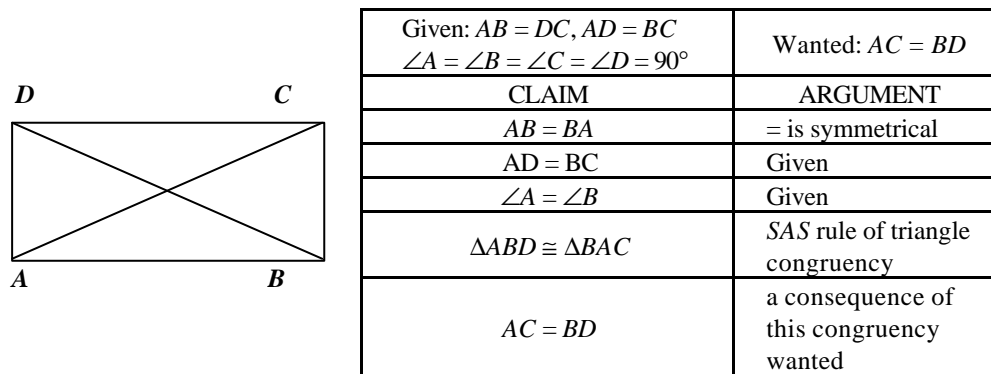 D C
A B
Given: AB = DC, AD = BC
∠A = ∠B = ∠C = ∠D = 90°
Wanted: AC = BD
CLAIM ARGUMENT
AB = BA = is symmetrical
AD = BC Given
∠A = ∠B Given
ΔABD ≅ ΔBAC SAS rule of triangle
congruency
AC = BD a consequence of
this congruency
wanted